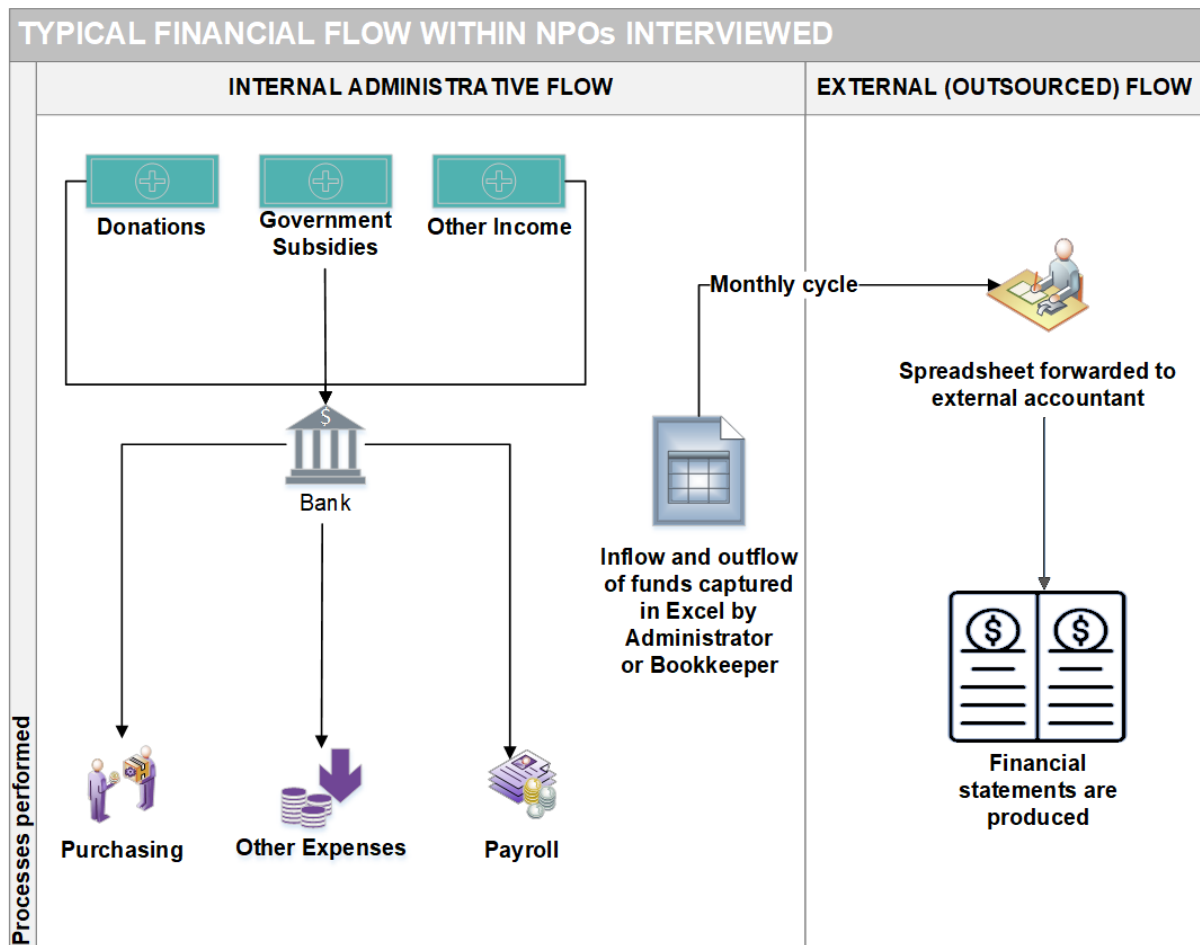 TYPICAL FINANCIAL FLOW WITHIN NPOs INTERVIEWED
INTERNAL ADMINISTRATIVE FLOW
EXTERNAL (OUTSOURCED) FLOW
Processes performed
Donations
Government
Subsidies
Other Income
$
Bank
Purchasing
Other Expenses
Payroll
Inflow and outflow
of funds captured
in Excel by
Administrator
or Bookkeeper
Monthly cycle
Spreadsheet forwarded to
external accountant
$ $
Financial
statements are
produced